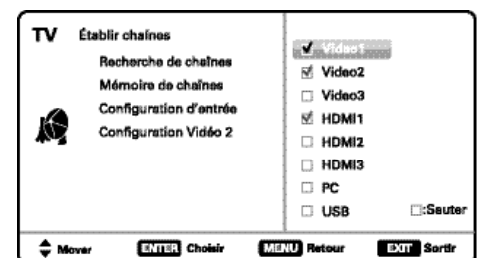 TV Établir chaînes
Recherche de chaînes
Mémoire de chaînes
Configuration d'entrée
Configuration Vidéo 2
Video1
Video2
Video3
HDMI1
HDMI2
HDMI3
PC
USB
:Sauter
Mover ENTER Choisir MENU Retour EXIT Sortir